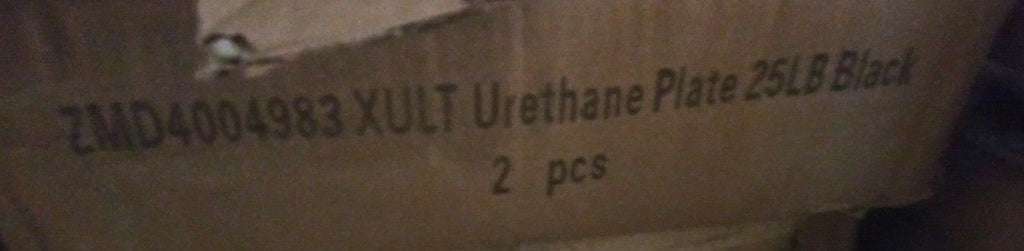 ZMD4004983 XULT Urethane Plate 25LB Black
2 pcs